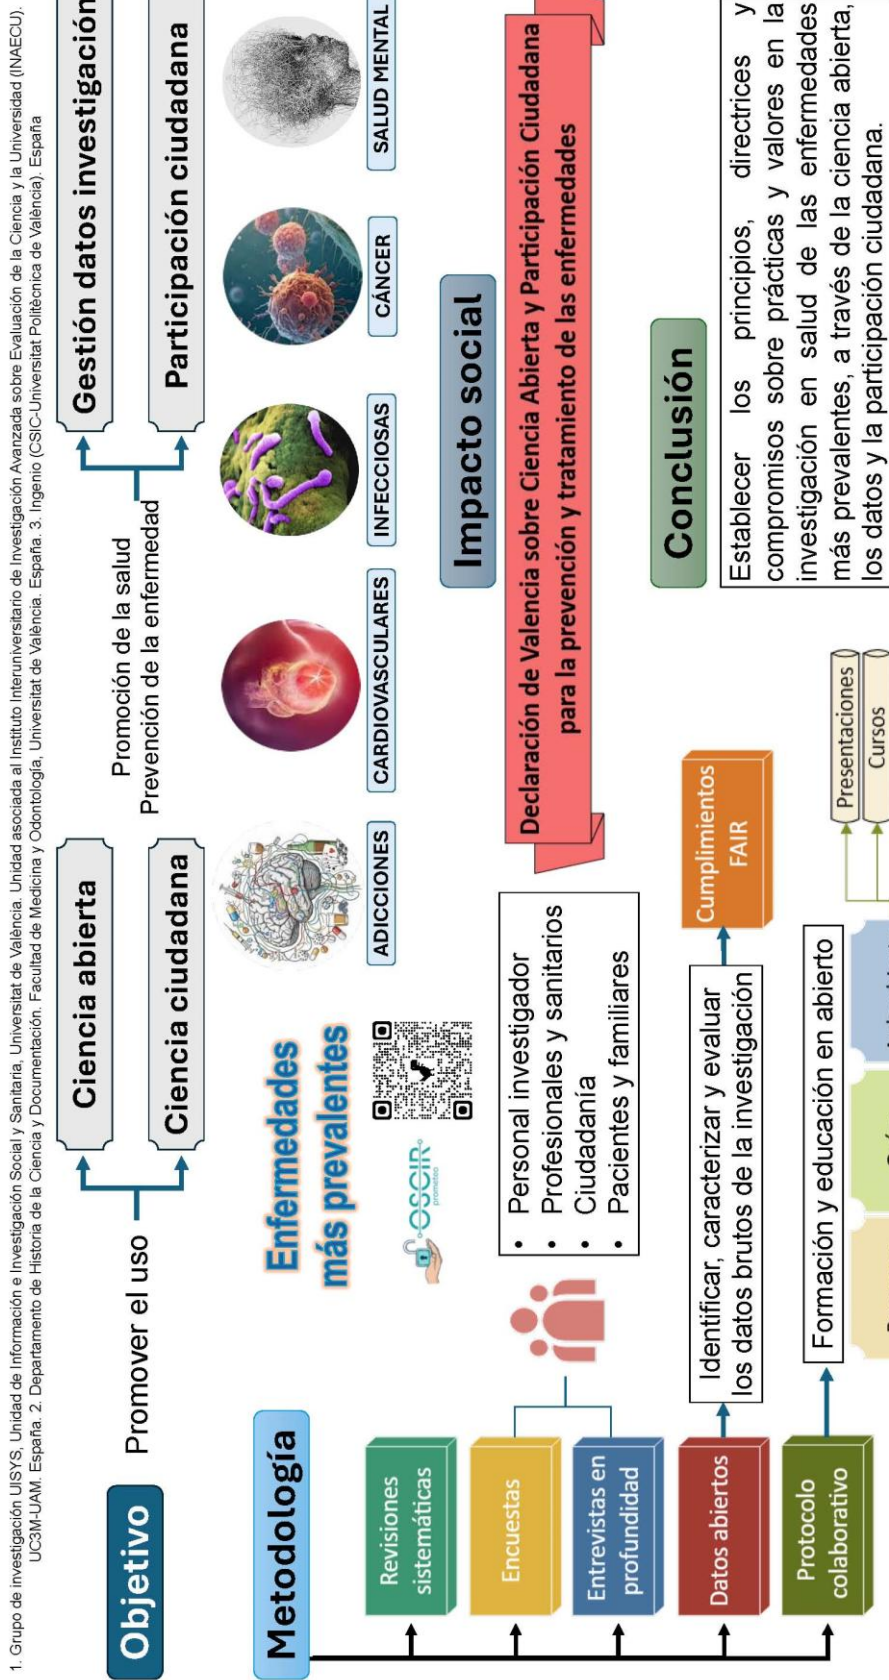 1. Grupo de investigación UISYS, Unidad de Información e Investigación Social y Sanitaria, Universitat de València. Unidad asociada al Instituto Interuniversitario de Investigación Avanzada sobre Evaluación de la Ciencia y la Universidad (INAECU).
UC3M-UAM. España. 2. Departamento de Historia de la Ciencia y Documentación. Facultad de Medicina y Odontología, Universitat de València. España. 3. Ingenio (CSIC-Universitat Politècnica de València). España
Objetivo
Promover el uso
Ciencia abierta
Ciencia ciudadana
Promoción de la salud
Prevención de la enfermedad
Gestión datos investigación
Participación ciudadana
Enfermedades
más prevalentes
OSCIR
prometeo
ADICCIONES
CARDIOVASCULARES
INFECCIOSAS
CÁNCER
SALUD MENTAL
Metodología
Revisiones
sistemáticas
Encuestas
Entrevistas en
profundidad
• Personal investigador
• Profesionales y sanitarios
• Ciudadanía
• Pacientes y familiares
Datos abiertos
Identificar, caracterizar y evaluar
los datos brutos de la investigación
Cumplimientos
FAIR
Protocolo
colaborativo
Formación y educación en abierto
Presentaciones
Cursos
Impacto social
Declaración de Valencia sobre Ciencia Abierta y Participación Ciudadana
para la prevención y tratamiento de las enfermedades
Conclusión
Establecer los principios, directrices y
compromisos sobre prácticas y valores en la
investigación en salud de las enfermedades
más prevalentes, a través de la ciencia abierta,
los datos y la participación ciudadana.